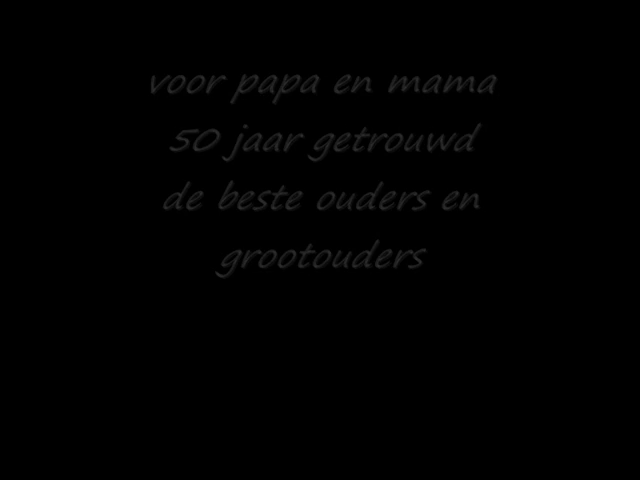 voor papa en mama
50 jaar getrouwd
de beste ouders en
grootouders